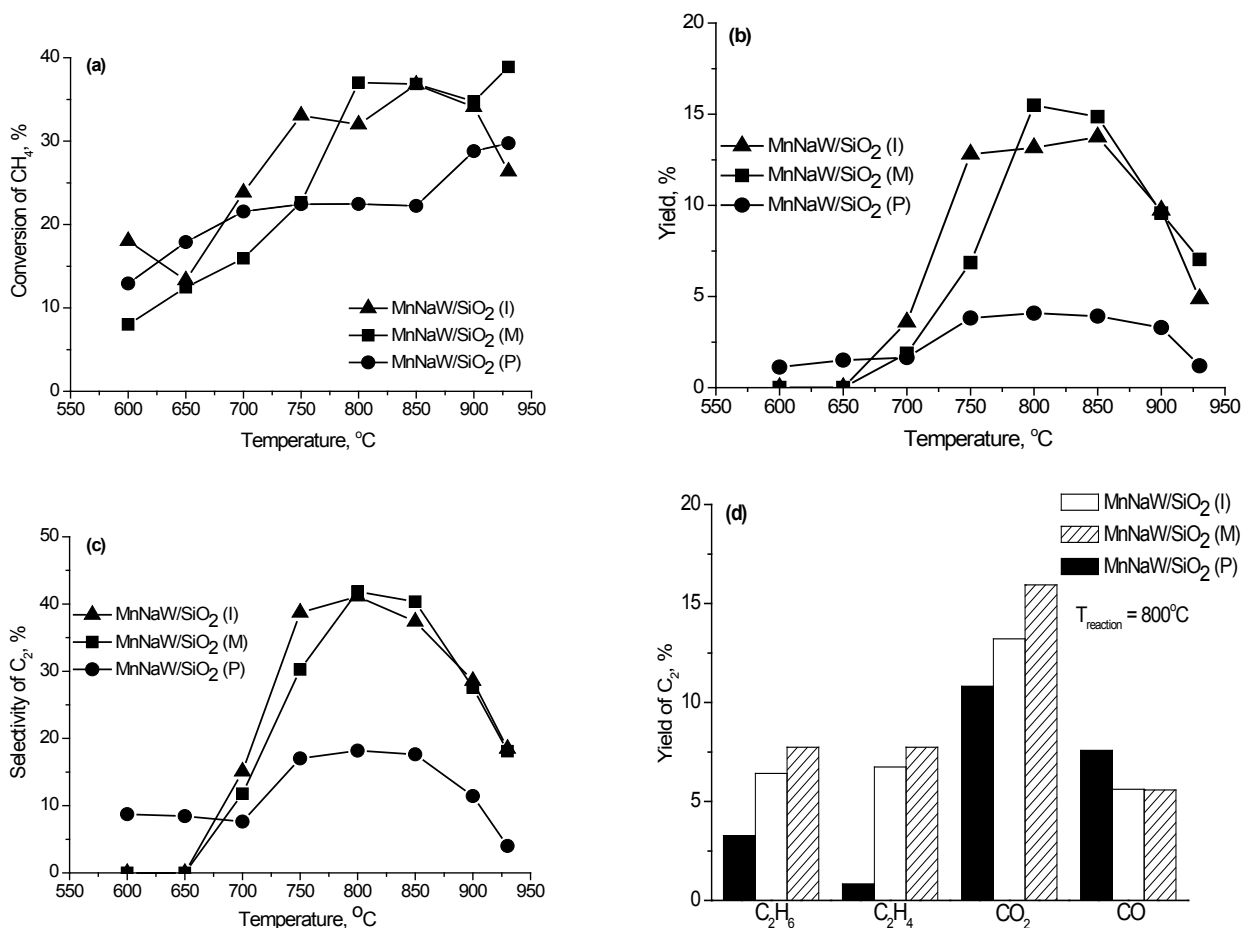 (a)
40
30
20
10
0
Conversion of CH₄, %
MnNaW/SiO₂ (I)
MnNaW/SiO₂ (M)
MnNaW/SiO₂ (P)
550 600 650 700 750 800 850 900 950
Temperature, °C
(b)
20
15
10
5
0
Yield, %
MnNaW/SiO₂ (I)
MnNaW/SiO₂ (M)
MnNaW/SiO₂ (P)
550 600 650 700 750 800 850 900 950
Temperature, °C
(c)
50
40
30
20
10
0
Selectivity of C₂, %
MnNaW/SiO₂ (I)
MnNaW/SiO₂ (M)
MnNaW/SiO₂ (P)
550 600 650 700 750 800 850 900 950
Temperature, °C
(d)
20
15
10
5
0
Yield of C₂, %
MnNaW/SiO₂ (I)
MnNaW/SiO₂ (M)
MnNaW/SiO₂ (P)
T reaction = 800°C
C₂H₆ C₂H₄ CO₂ CO